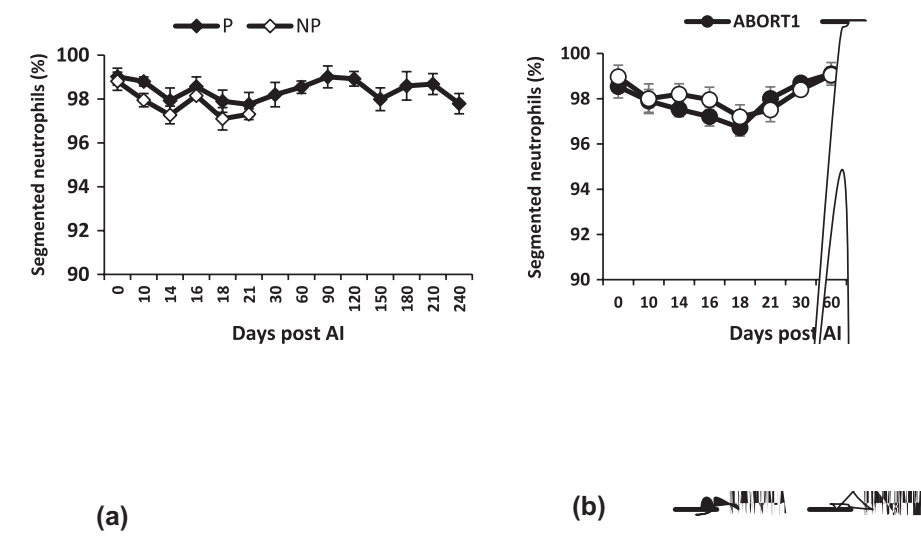 P NP
Segmented neutrophils (%)
100
98
96
94
92
90
0 10 14 16 18 21 30 60 90 120 150 180 210 240
Days post AI
(a)
ABORT1
Segmented neutrophils (%)
100
98
96
94
92
90
0 10 14 16 18 21 30 60
Days post AI
(b)